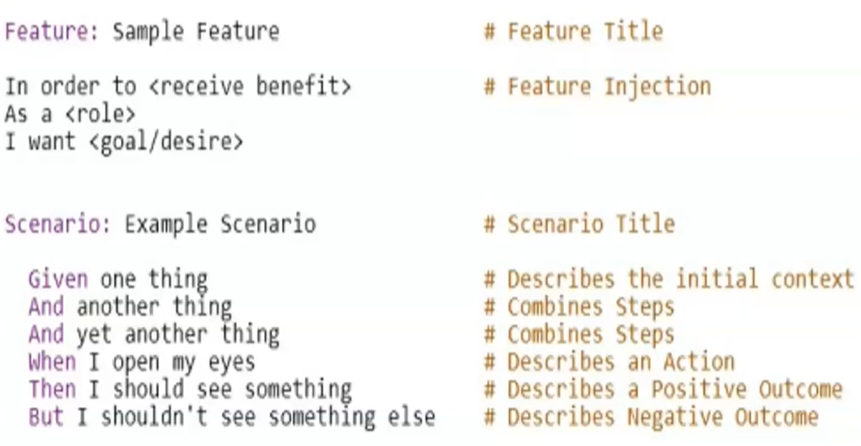 Feature: Sample Feature # Feature Title
In order to <receive benefit> # Feature Injection
As a <role>
I want <goal/desire>
Scenario: Example Scenario # Scenario Title
Given one thing # Describes the initial context
And another thing # Combines Steps
And yet another thing # Combines Steps
When I open my eyes # Describes an Action
Then I should see something # Describes a Positive Outcome
But I shouldn't see something else # Describes Negative Outcome